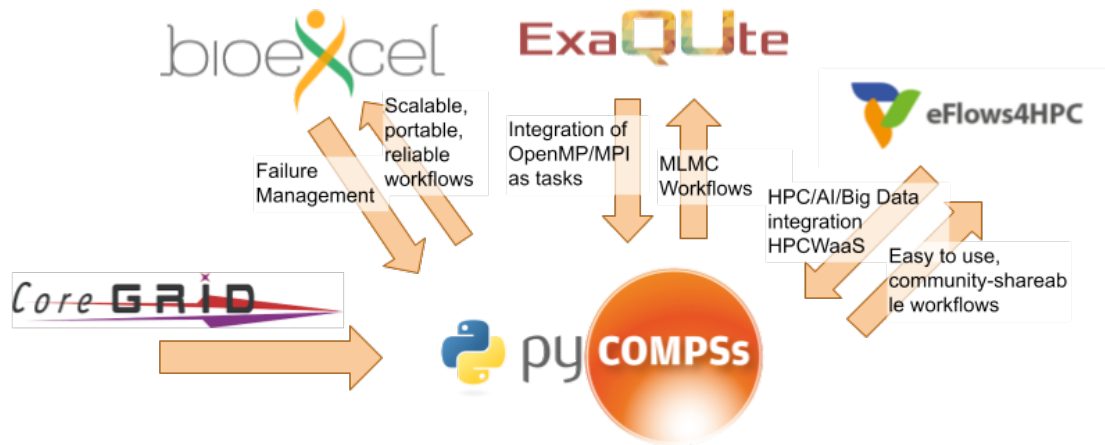 bioexcel
ExaQUte
eFlows4HPC
Scalable,
portable,
reliable
workflows
Failure
Management
Integration of
OpenMP/MPI
as tasks
MLMC
Workflows
HPC/AI/Big Data
integration
HPCWaaS
Easy to use,
community-shareab
le workflows
CoreGRID
py COMPSs